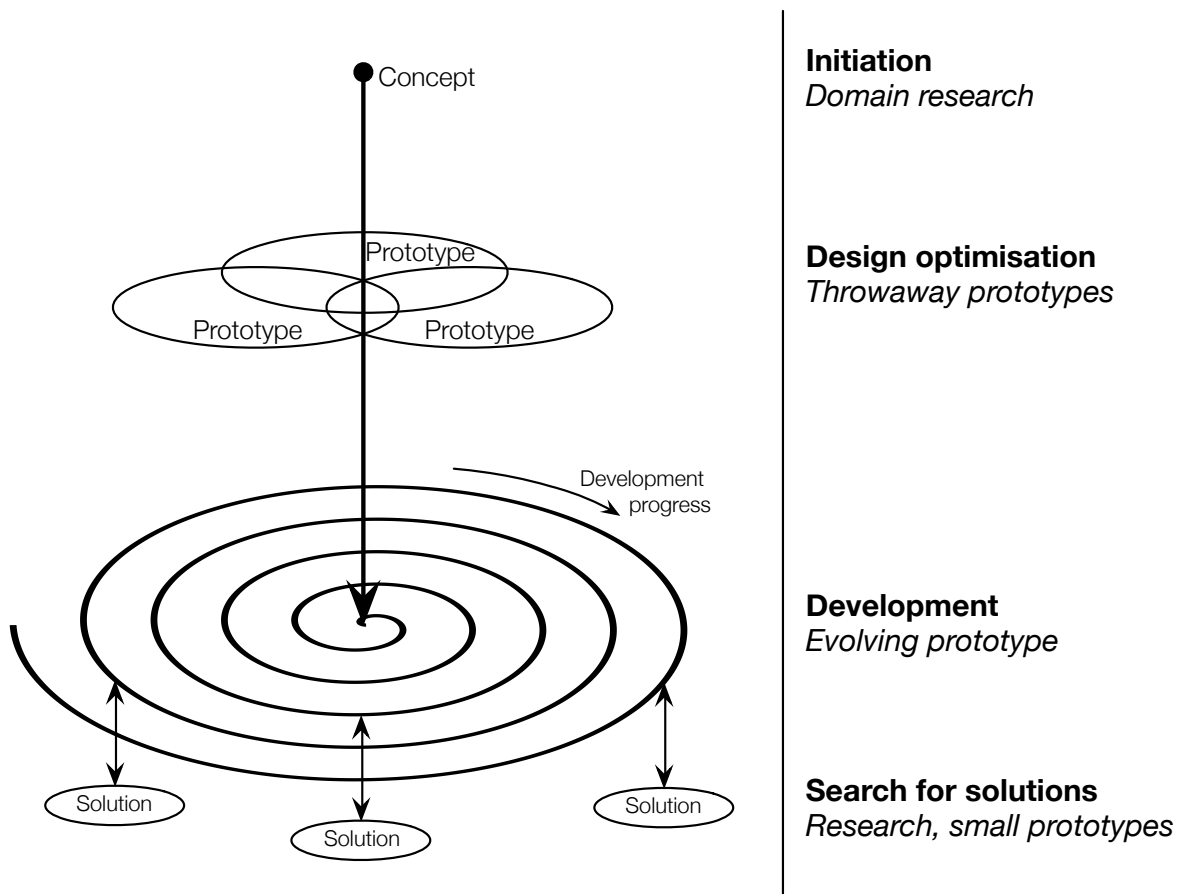 Concept
Initiation
Domain research
Prototype
Prototype
Prototype
Design optimisation
Throwaway prototypes
Development
progress
Development
Evolving prototype
Solution
Solution
Solution
Search for solutions
Research, small prototypes